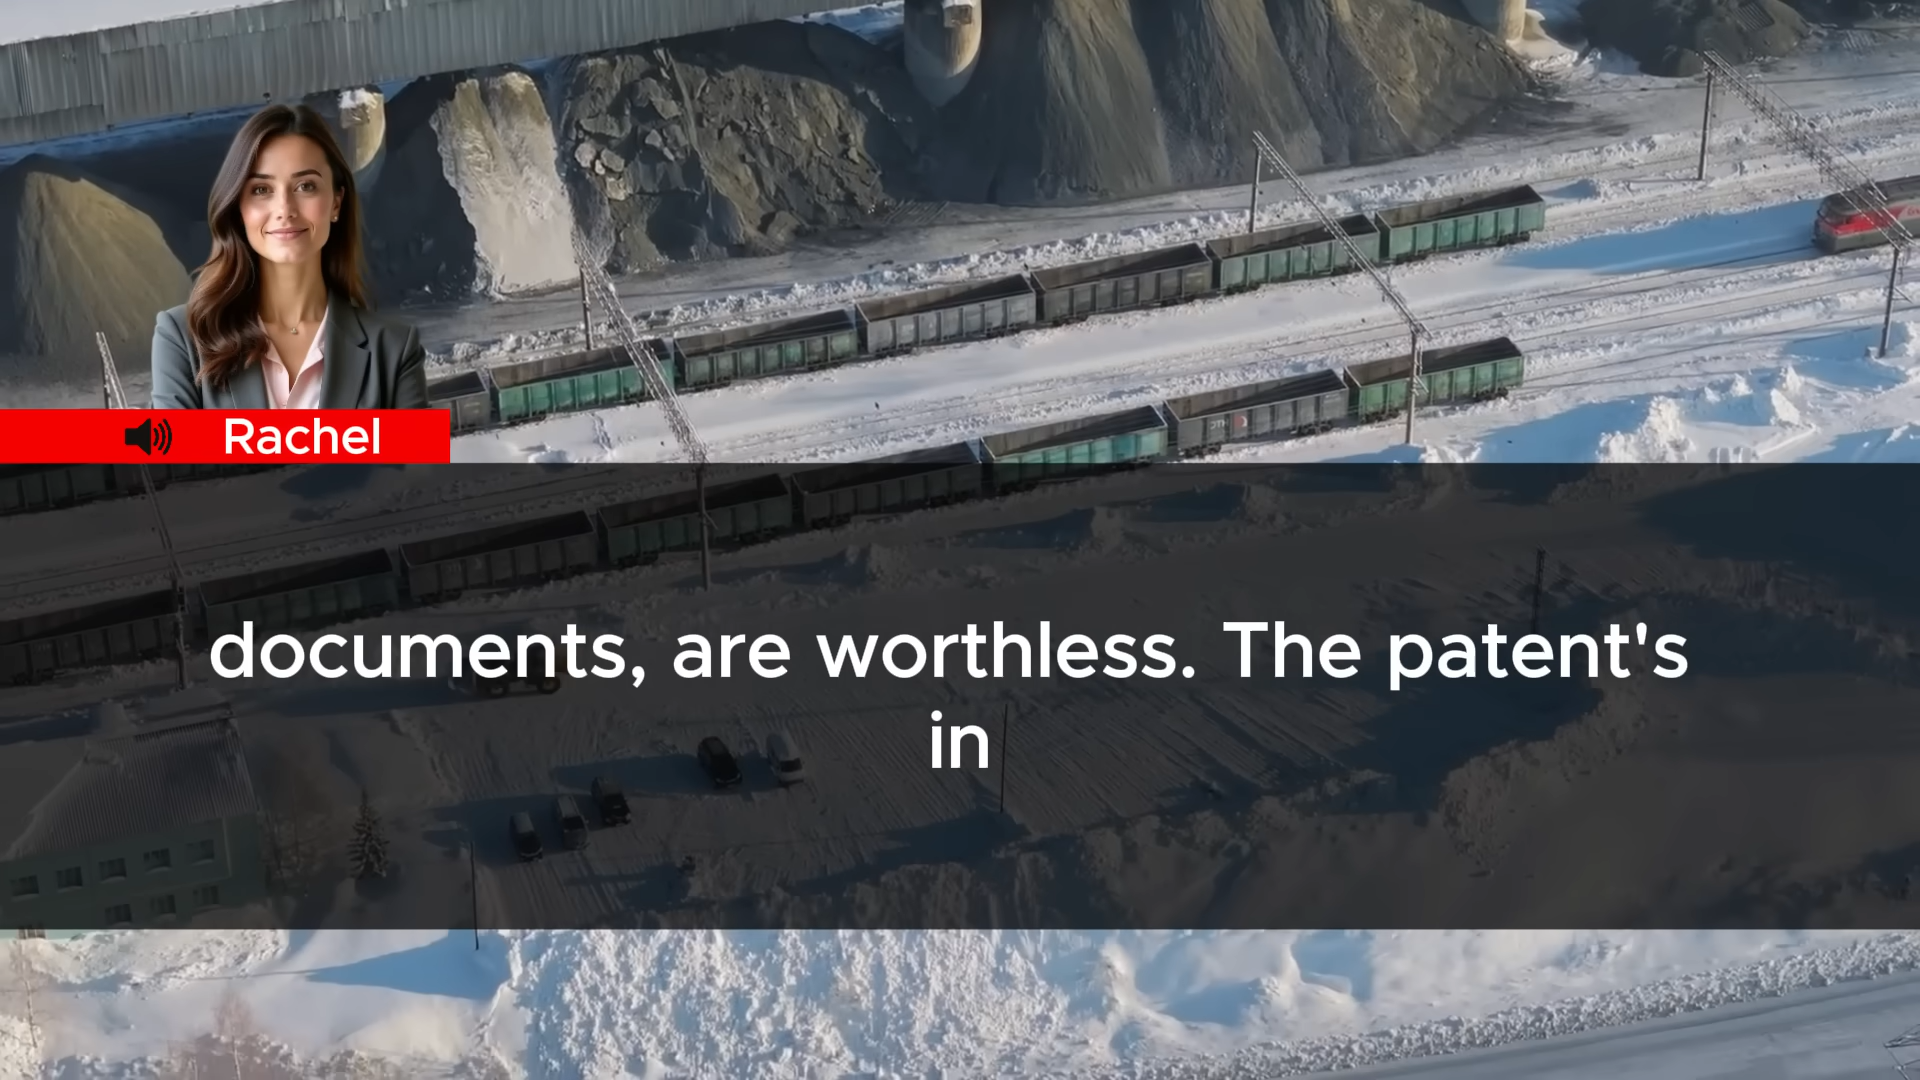 Rachel
documents, are worthless. The patent's
in